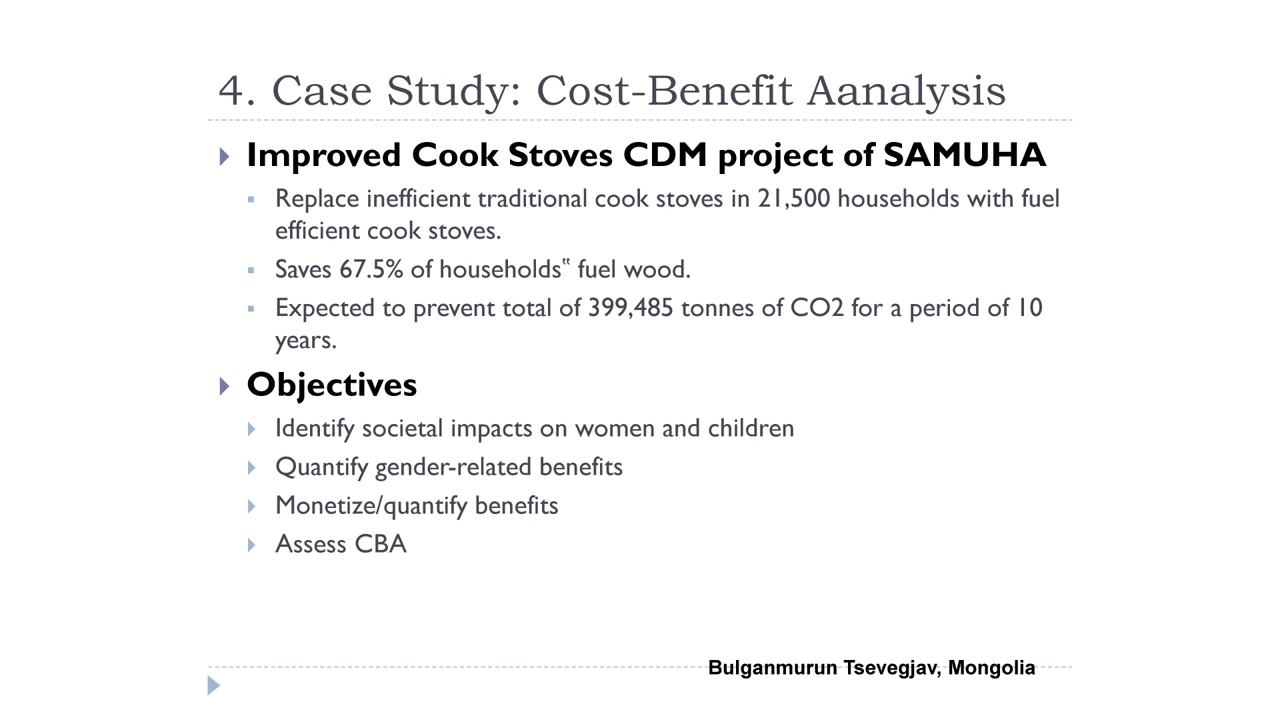 4. Case Study: Cost-Benefit Aanalysis
Improved Cook Stoves CDM project of SAMUHA
Replace inefficient traditional cook stoves in 21,500 households with fuel
efficient cook stoves.
Saves 67.5% of households‟ fuel wood.
Expected to prevent total of 399,485 tonnes of CO2 for a period of 10
years.
Objectives
Identify societal impacts on women and children
Quantify gender-related benefits
Monetize/quantify benefits
Assess CBA
Bulganmurun Tsevegjav, Mongolia